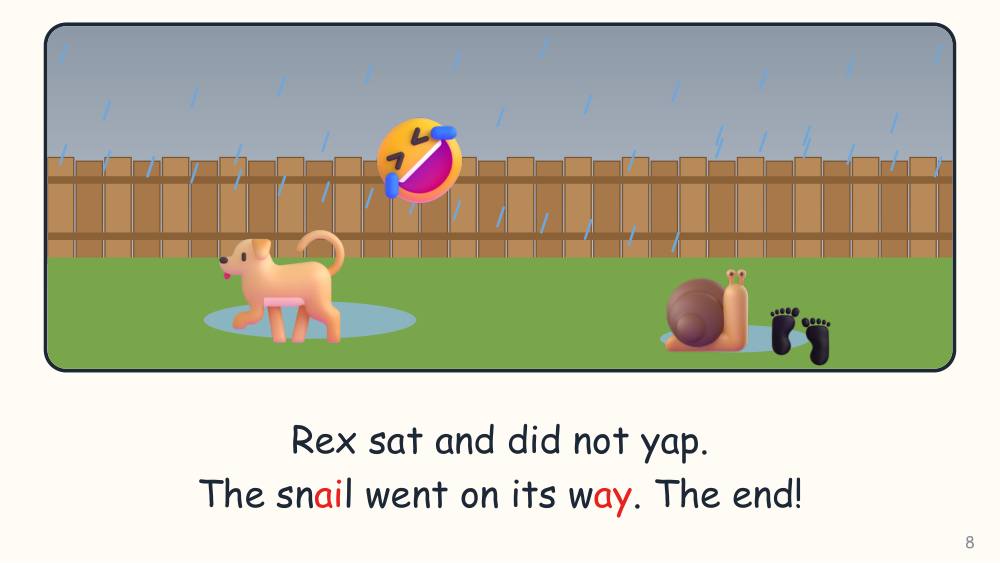 Rex sat and did not yap.
The snail went on its way. The end!
8